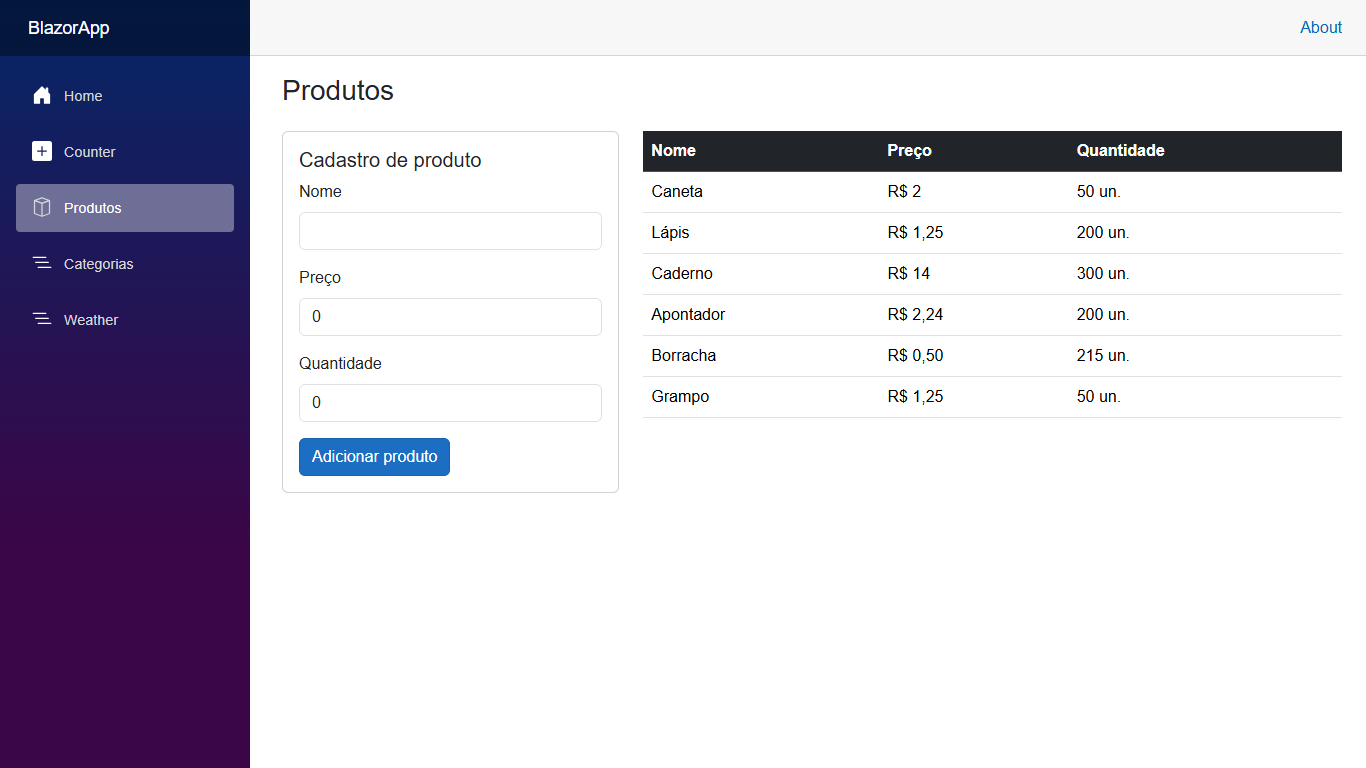 BlazorApp
About
Home
Counter
Produtos
Categorias
Weather
Produtos
Cadastro de produto
Nome
Preço
0
Quantidade
0
Adicionar produto
Nome Preço Quantidade
Caneta R$ 2 50 un.
Lápis R$ 1,25 200 un.
Caderno R$ 14 300 un.
Apontador R$ 2,24 200 un.
Borracha R$ 0,50 215 un.
Grampo R$ 1,25 50 un.